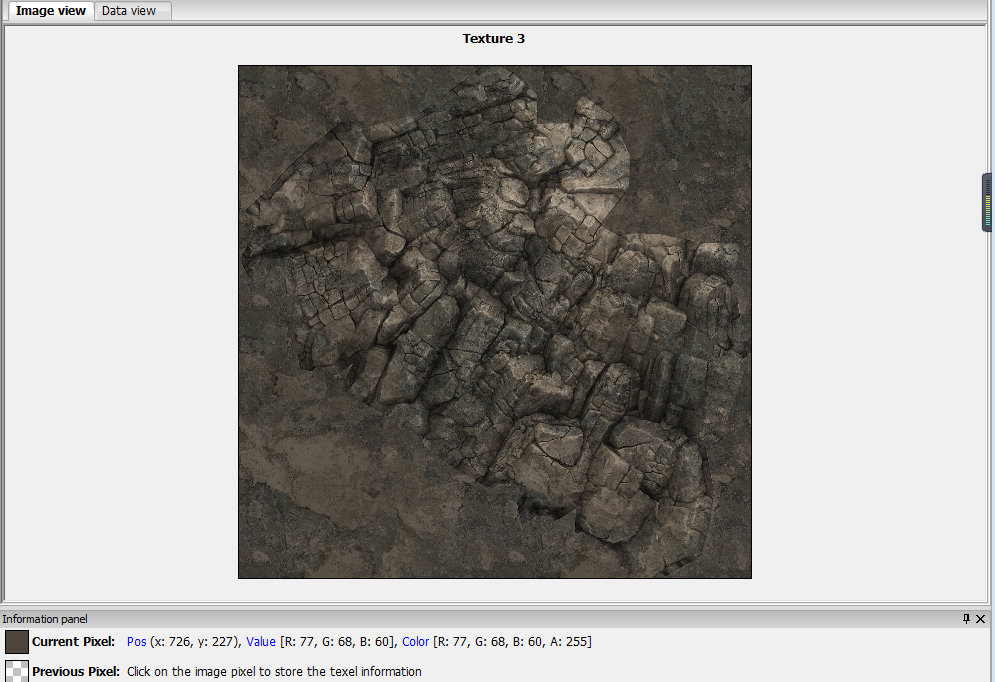 Image view Data view
Texture 3
Information panel
Current Pixel: Pos (x: 726, y: 227), Value [R: 77, G: 68, B: 60], Color [R: 77, G: 68, B: 60, A: 255]
Previous Pixel: Click on the image pixel to store the texel information